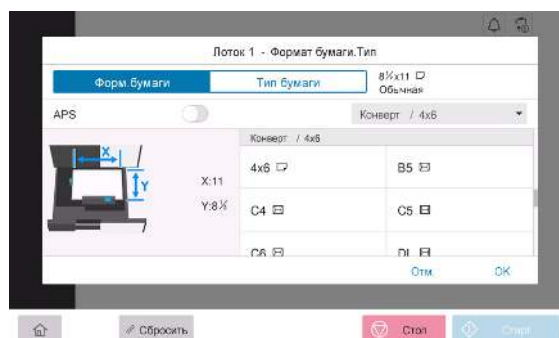 Лоток 1 - Формат бумаги.Тип
Форм.бумаги
Тип бумаги
8½x11
Обычная
APS
Конверт / 4x6
Конверт / 4x6
X
Y
X:11
Y:8½
4x6
B5
C4
C5
C6
DL
Отм.
OK
Сбросить
Стоп
Старт